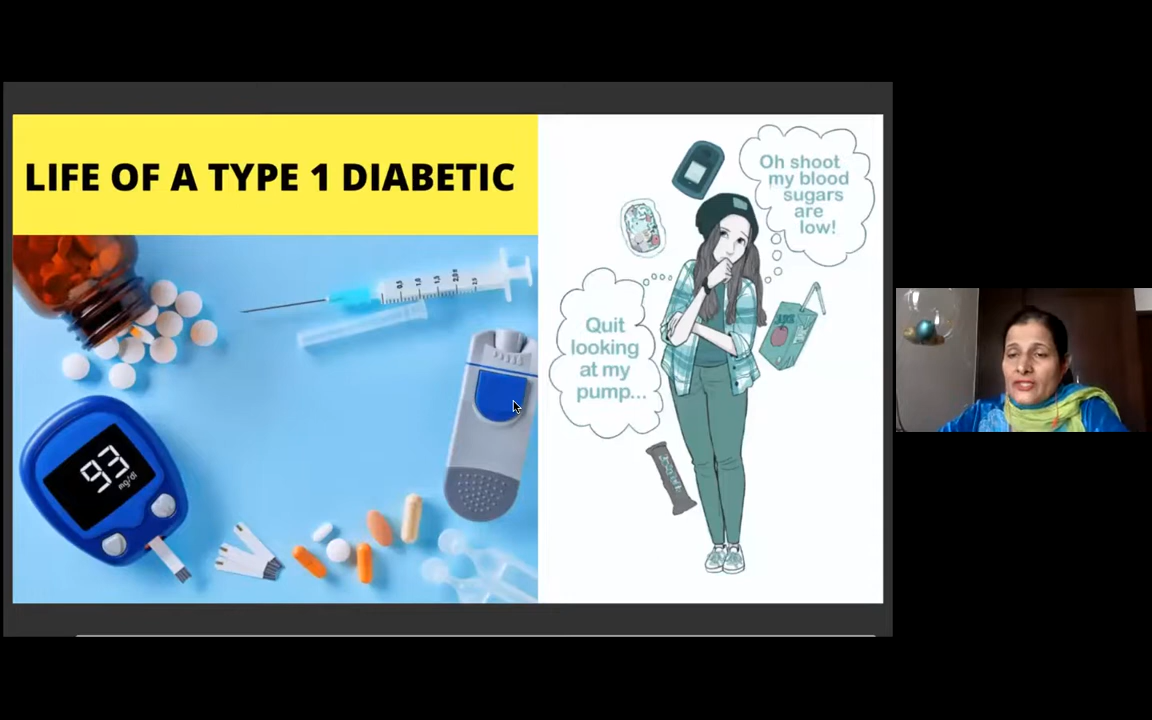 LIFE OF A TYPE 1 DIABETIC
Oh shoot
my blood
sugars
are
low!
Quit
looking
at my
pump...
93
mg/dl